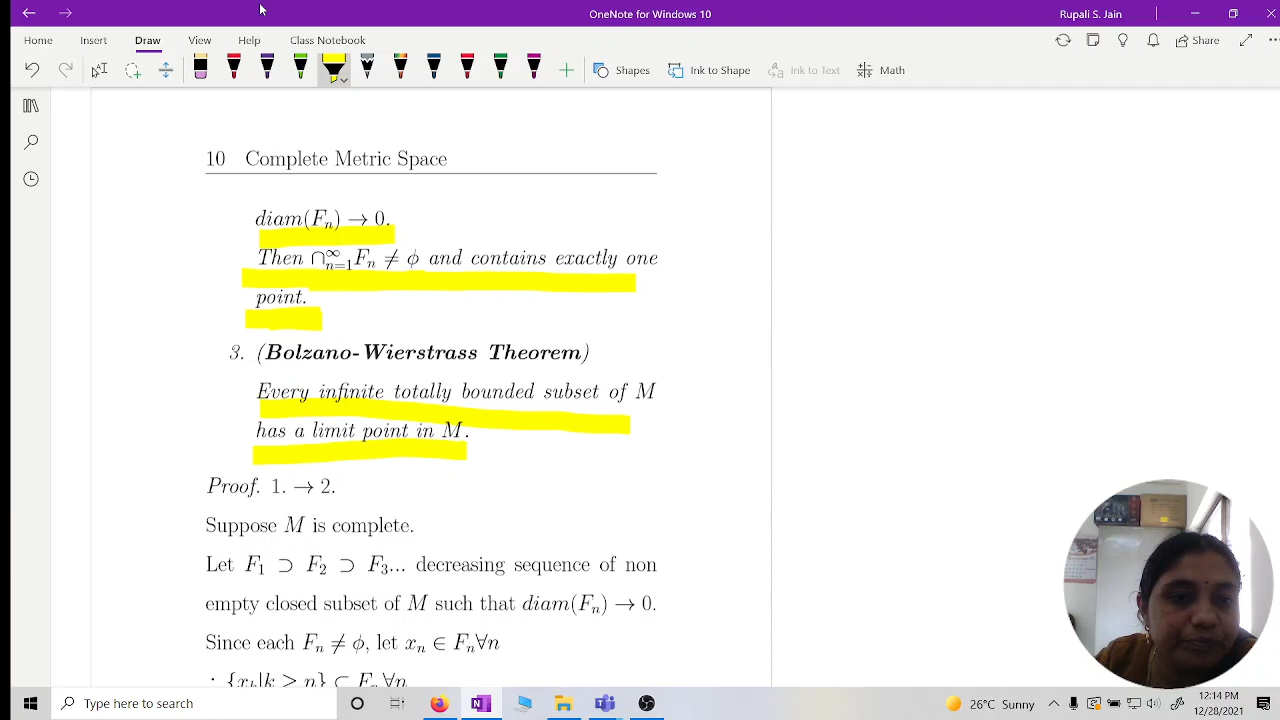 OneNote for Windows 10
Rupali S. Jain
Home Insert Draw View Help
Share
Shapes Ink to Shape Ink to Text Math
10 Complete Metric Space
diam(Fₙ) → 0.
Then ∩_{n=1}^∞ Fₙ ≠ ϕ and contains exactly one
point.
3. (Bolzano-Wierstrass Theorem)
Every infinite totally bounded subset of M
has a limit point in M.
Proof. 1. → 2.
Suppose M is complete.
Let F₁ ⊃ F₂ ⊃ F₃... decreasing sequence of non
empty closed subset of M such that diam(Fₙ) → 0.
Since each Fₙ ≠ ϕ, let xₙ ∈ Fₙ∀n
Type here to search
26°C Sunny
12:14 PM
12/28/2021